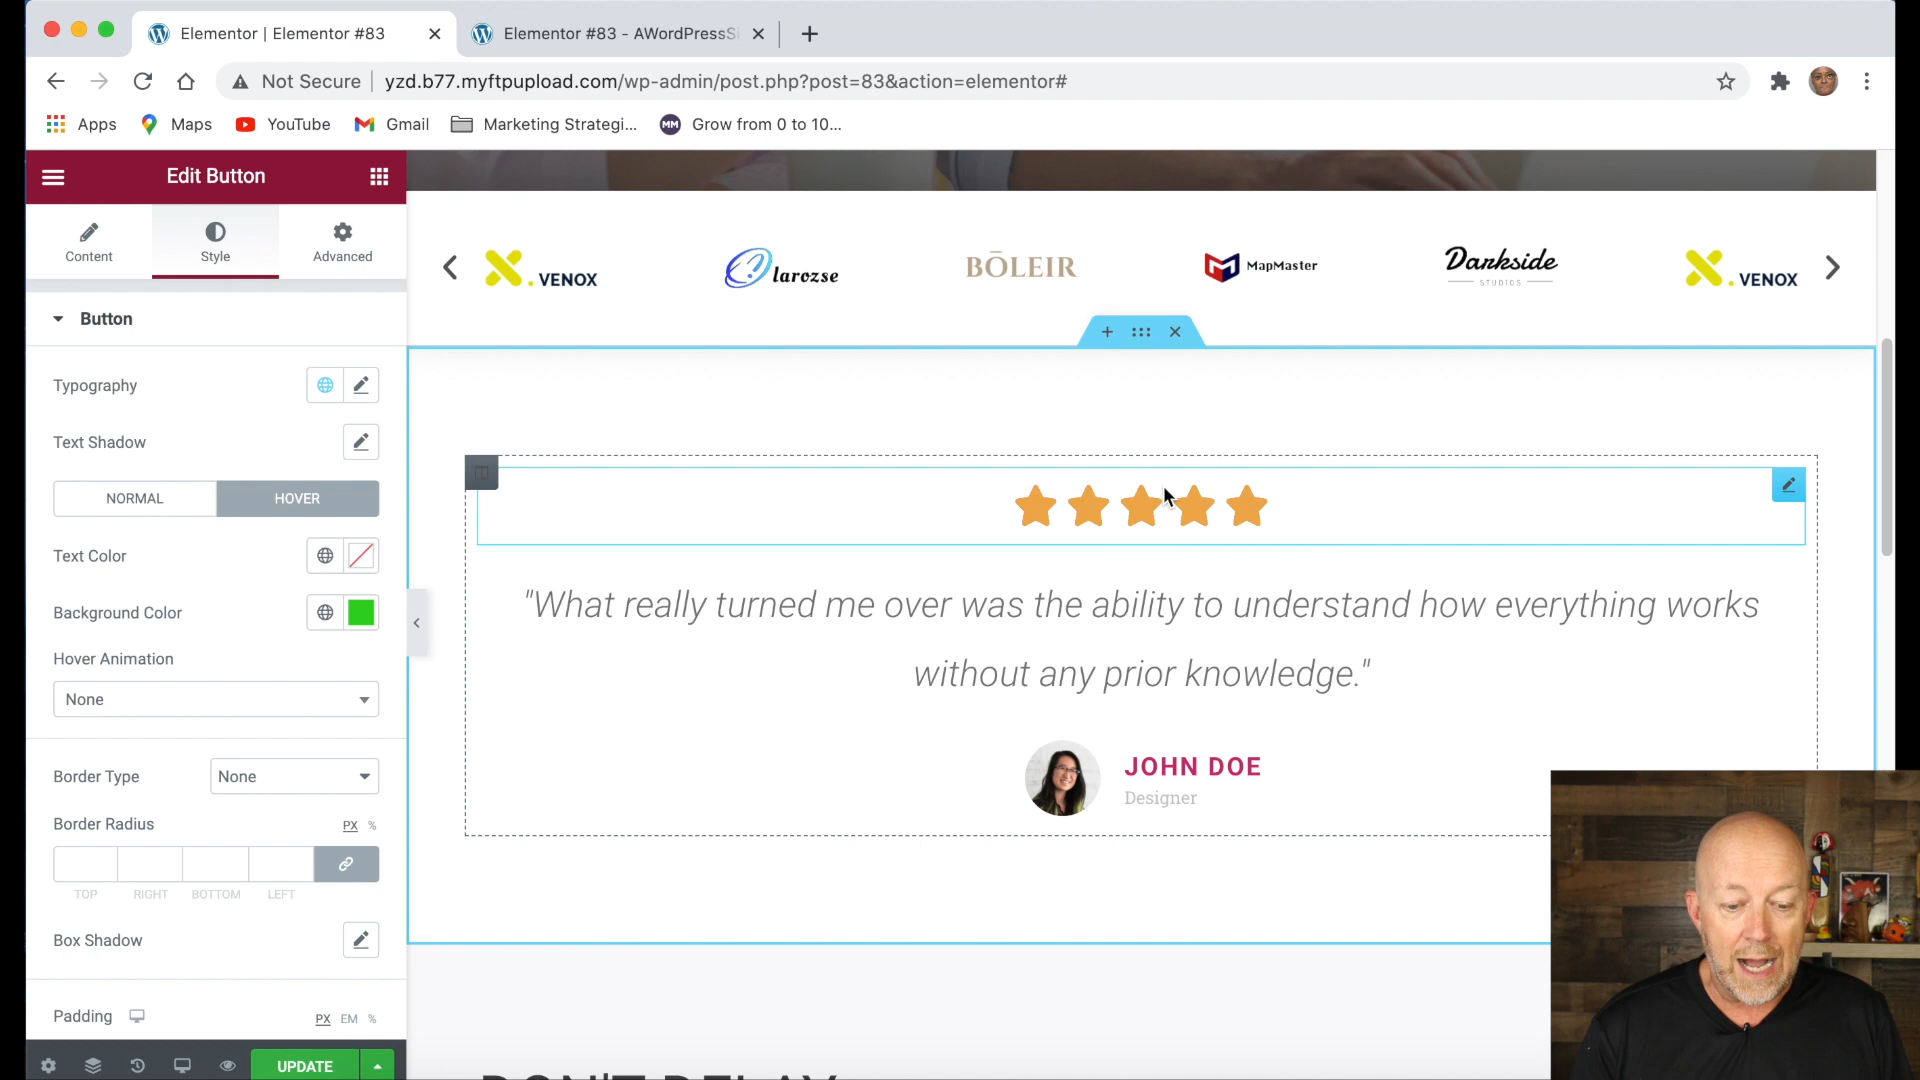 Elementor | Elementor #83
Elementor #83 - AWordPressS
Not Secure
yzd.b77.myftpupload.com/wp-admin/post.php?post=83&action=elementor#
Apps
Maps
YouTube
Gmail
Marketing Strategi...
MM
Grow from 0 to 10...
Edit Button
Content
Style
Advanced
Button
Typography
Text Shadow
NORMAL
HOVER
Text Color
Background Color
Hover Animation
None
Border Type
None
Border Radius
PX
%
TOP
RIGHT
BOTTOM
LEFT
Box Shadow
Padding
PX
EM
%
UPDATE
VENOX
larozse
BŌLEIR
MapMaster
Darkside
STUDIOS
VENOX
"What really turned me over was the ability to understand how everything works
without any prior knowledge."
JOHN DOE
Designer
DON'T DELAY